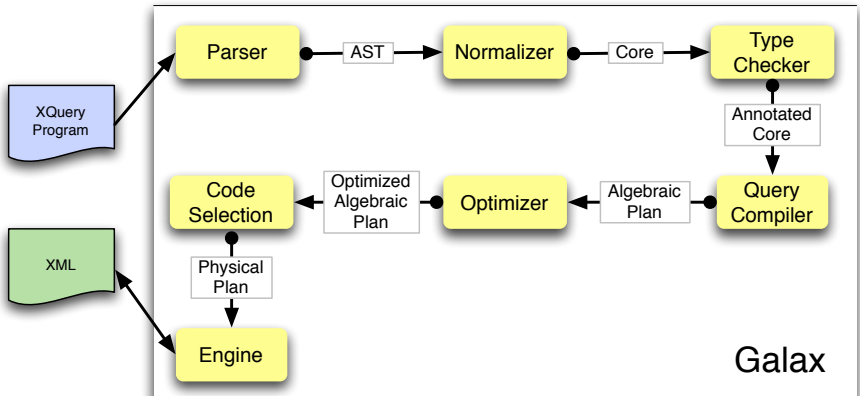 Parser
AST
Normalizer
Core
Type
Checker
XQuery
Program
Annotated
Core
Code
Selection
Optimized
Algebraic
Plan
Optimizer
Algebraic
Plan
Query
Compiler
XML
Physical
Plan
Engine
Galax